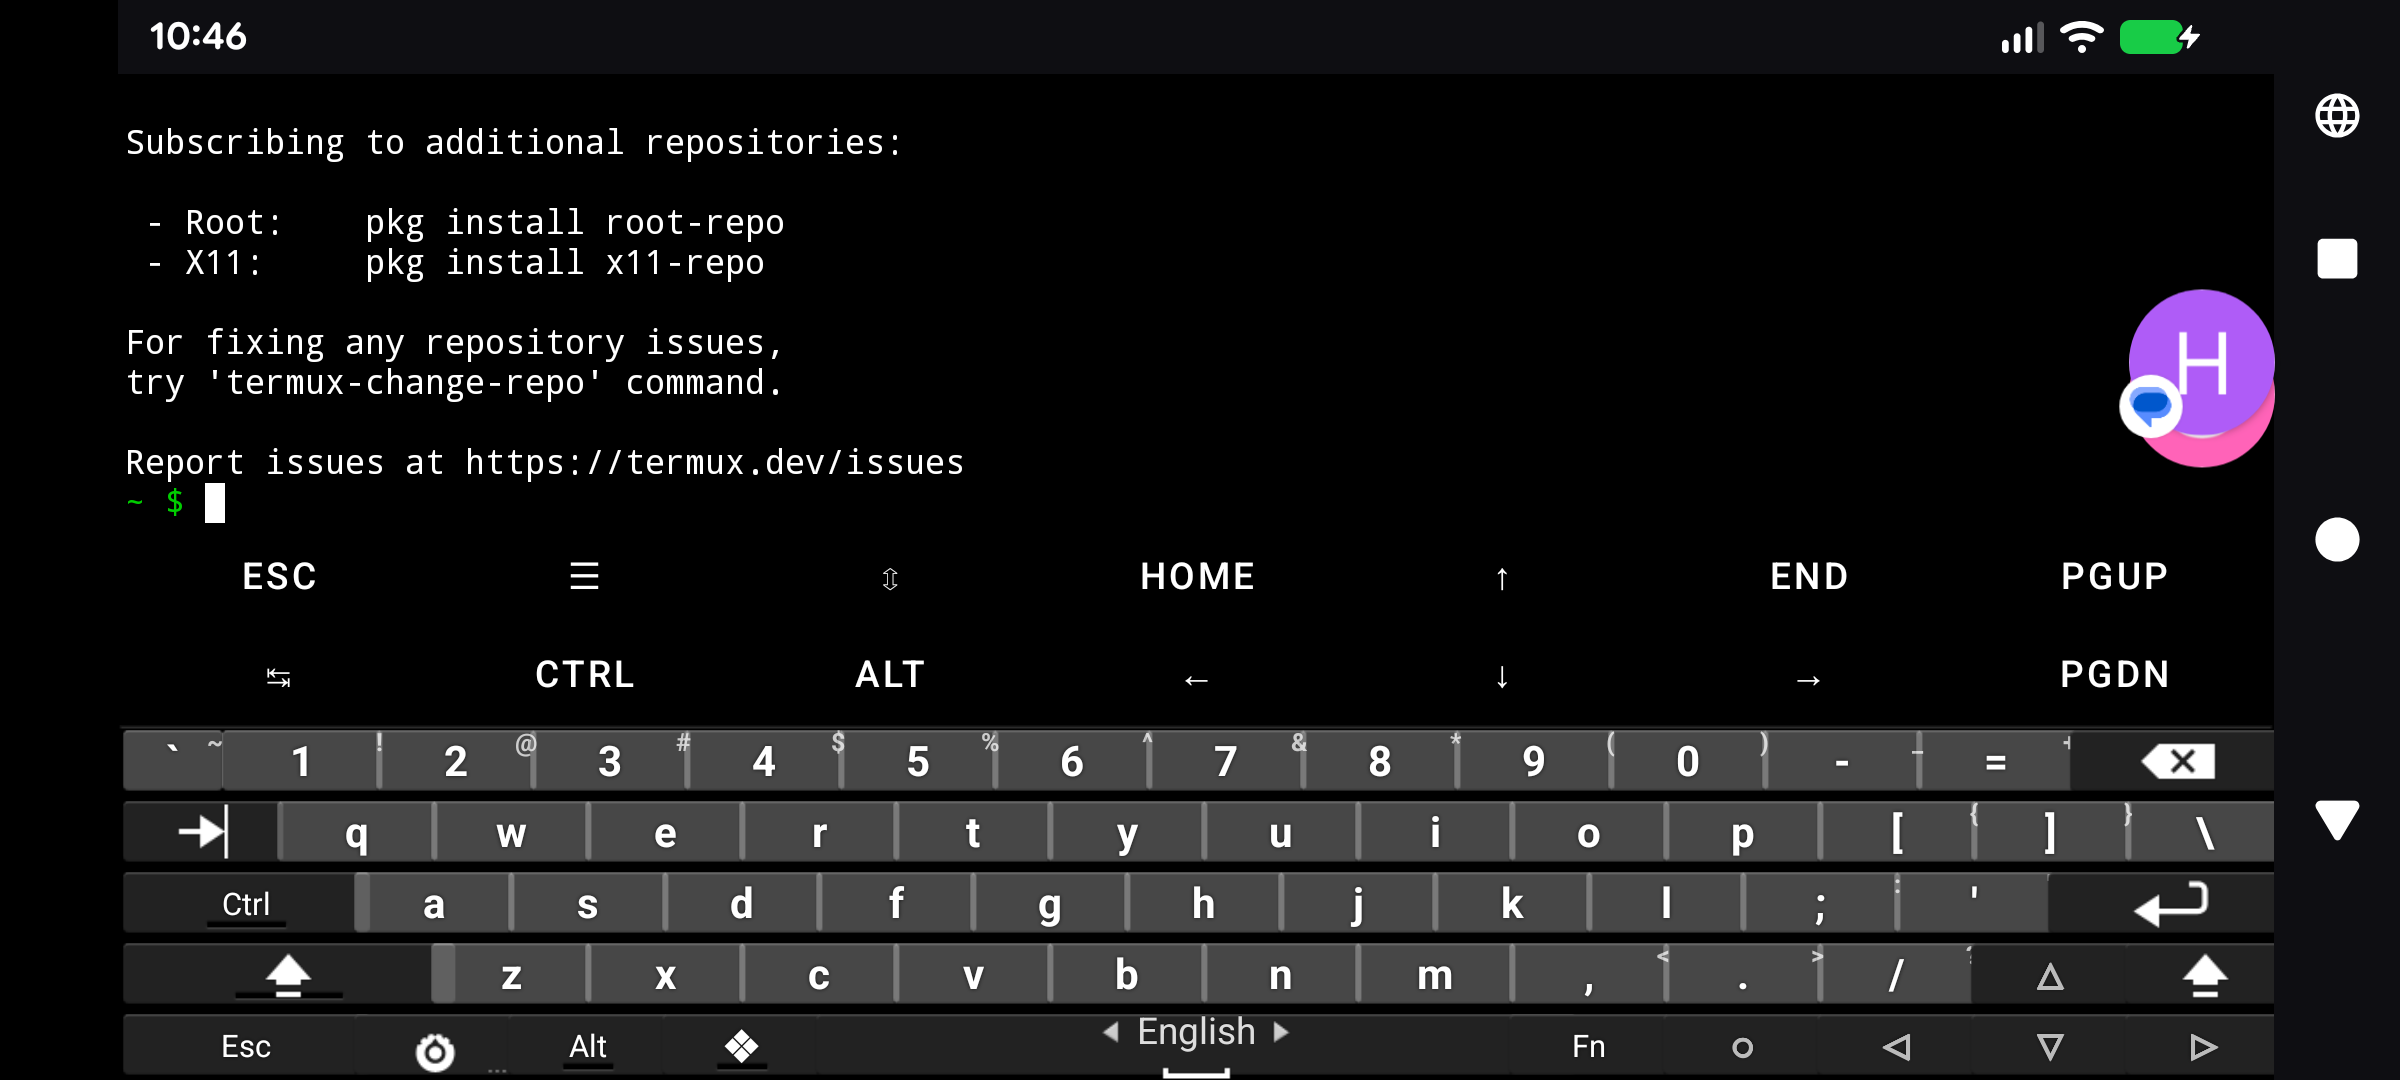 10:46
Subscribing to additional repositories:
- Root: pkg install root-repo
- X11: pkg install x11-repo
For fixing any repository issues,
try 'termux-change-repo' command.
Report issues at https://termux.dev/issues
~ $
H
ESC ☰ ⇳ HOME ↑ END PGUP
↹ CTRL ALT ← ↓ → PGDN
` ~ 1 ! 2 @ 3 # 4 $ 5 % 6 ^ 7 & 8 * 9 ( 0 ) - _ = +
q w e r t y u i o p [ { ] } \
Ctrl a s d f g h j k l ; : '
z x c v b n m , < . > / ?
Esc Alt English Fn